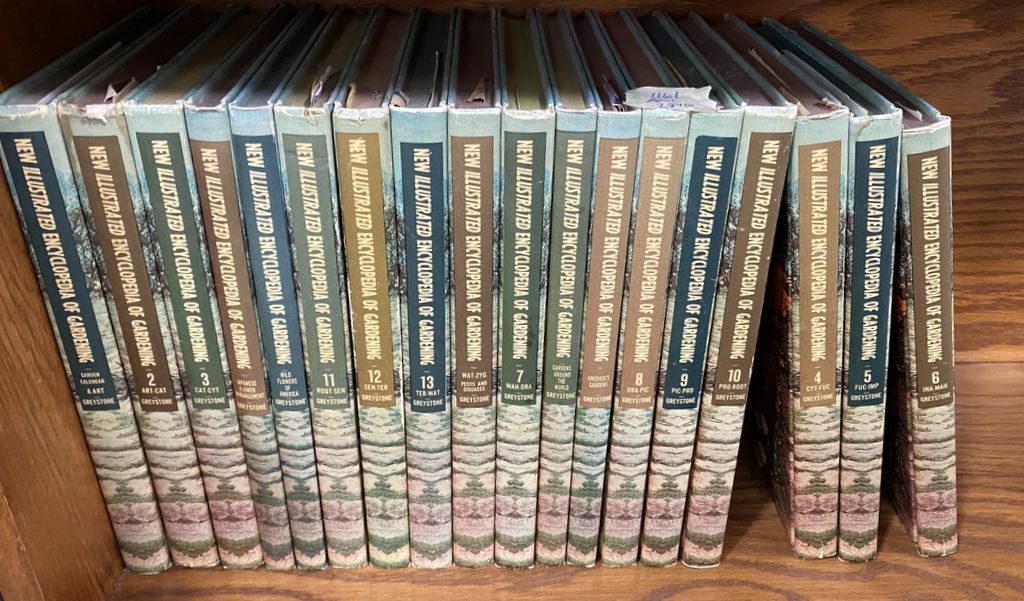 NEW ILLUSTRATED ENCYCLOPEDIA OF GARDENING
GARDEN
CALENDAR
A-ART
GREYSTONE
NEW ILLUSTRATED ENCYCLOPEDIA OF GARDENING
2
ART-CAT
GREYSTONE
NEW ILLUSTRATED ENCYCLOPEDIA OF GARDENING
3
CAT-CYT
GREYSTONE
NEW ILLUSTRATED ENCYCLOPEDIA OF GARDENING
JAPANESE
FLOWER
ARRANGEMENT
GREYSTONE
NEW ILLUSTRATED ENCYCLOPEDIA OF GARDENING
WILD
FLOWERS
OF
AMERICA
GREYSTONE
NEW ILLUSTRATED ENCYCLOPEDIA OF GARDENING
11
ROOT-SEN
GREYSTONE
NEW ILLUSTRATED ENCYCLOPEDIA OF GARDENING
12
SEN-TER
GREYSTONE
NEW ILLUSTRATED ENCYCLOPEDIA OF GARDENING
13
TER-WAT
GREYSTONE
NEW ILLUSTRATED ENCYCLOPEDIA OF GARDENING
WAT-ZYG
PESTS AND
DISEASES
GREYSTONE
NEW ILLUSTRATED ENCYCLOPEDIA OF GARDENING
7
MAH-ORA
GREYSTONE
NEW ILLUSTRATED ENCYCLOPEDIA OF GARDENING
GARDENS
AROUND
THE
WORLD
GREYSTONE
NEW ILLUSTRATED ENCYCLOPEDIA OF GARDENING
AMERICA'S
GARDENS
GREYSTONE
NEW ILLUSTRATED ENCYCLOPEDIA OF GARDENING
8
ORA-PIC
GREYSTONE
NEW ILLUSTRATED ENCYCLOPEDIA OF GARDENING
9
PIC-PRO
GREYSTONE
NEW ILLUSTRATED ENCYCLOPEDIA OF GARDENING
10
PRO-ROOT
GREYSTONE
NEW ILLUSTRATED ENCYCLOPEDIA OF GARDENING
4
CYT-FUC
GREYSTONE
NEW ILLUSTRATED ENCYCLOPEDIA OF GARDENING
5
FUC-IMP
GREYSTONE
NEW ILLUSTRATED ENCYCLOPEDIA OF GARDENING
6
INA-MAH
GREYSTONE